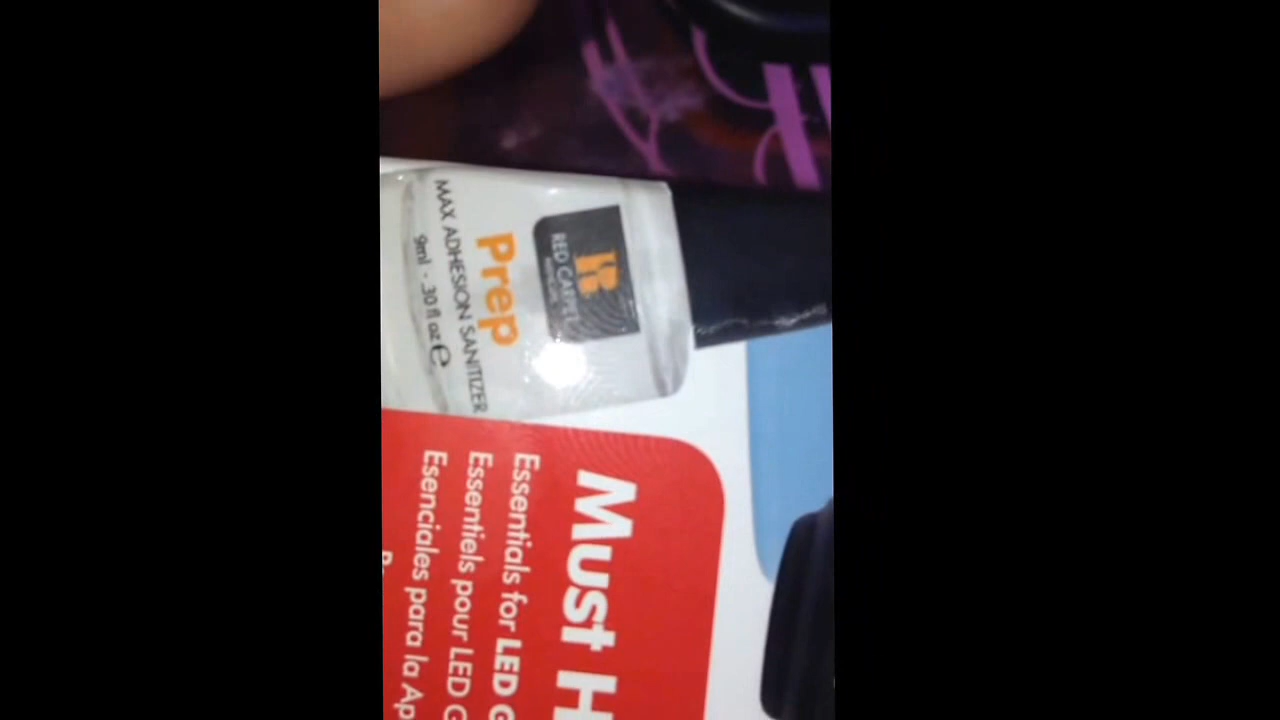 RED CARPET
Prep
MAX ADHESION SANITIZER
9ml - .30 fl oz e
Must H
Essentials for LED G
Essentiels pour LED G
Esenciales para la Ap